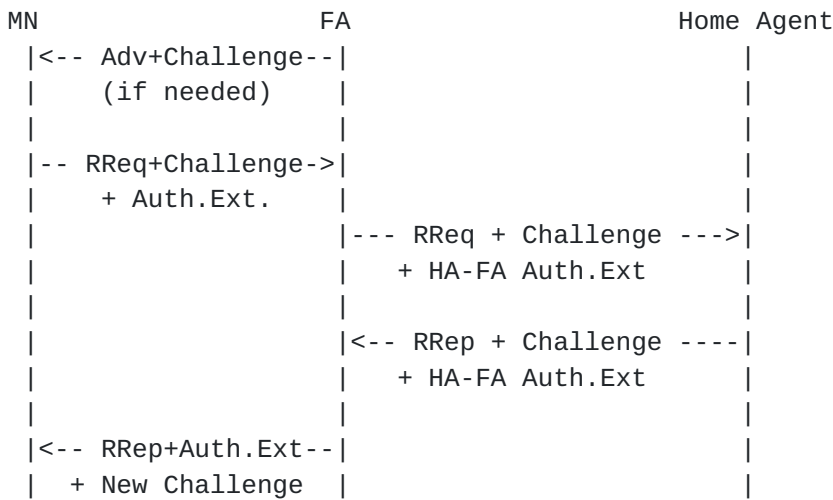 MN                 FA                    Home Agent
 |<-- Adv+Challenge--|                       |
 |    (if needed)    |                       |
 |                   |                       |
 |-- RReq+Challenge->|                       |
 |    + Auth.Ext.    |                       |
 |                   |--- RReq + Challenge --->|
 |                   |   + HA-FA Auth.Ext      |
 |                   |                       |
 |                   |<-- RRep + Challenge ----|
 |                   |   + HA-FA Auth.Ext      |
 |                   |                       |
 |<-- RRep+Auth.Ext--|                       |
 |  + New Challenge  |                       |